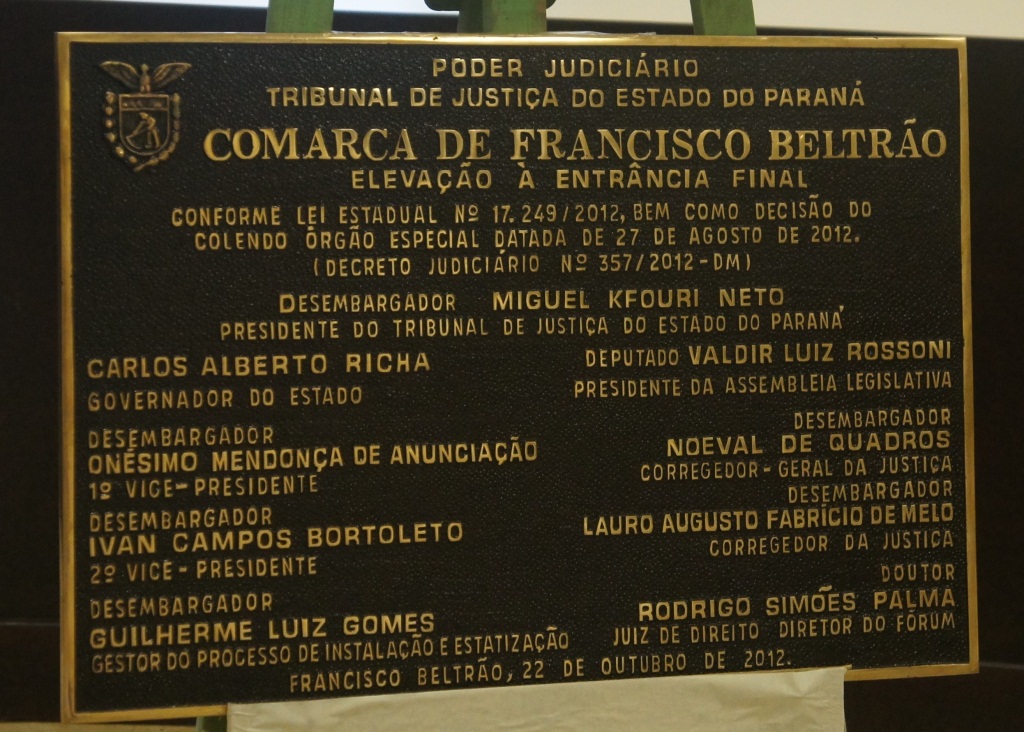 PODER JUDICIÁRIO
TRIBUNAL DE JUSTIÇA DO ESTADO DO PARANÁ
COMARCA DE FRANCISCO BELTRÃO
ELEVAÇÃO À ENTRÂNCIA FINAL
CONFORME LEI ESTADUAL Nº 17.249/2012, BEM COMO DECISÃO DO
COLENDO ÓRGÃO ESPECIAL DATADA DE 27 DE AGOSTO DE 2012.
(DECRETO JUDICIÁRIO Nº 357/2012-DM)
DESEMBARGADOR MIGUEL KFOURI NETO
PRESIDENTE DO TRIBUNAL DE JUSTIÇA DO ESTADO DO PARANÁ
CARLOS ALBERTO RICHA
GOVERNADOR DO ESTADO
DEPUTADO VALDIR LUIZ ROSSONI
PRESIDENTE DA ASSEMBLEIA LEGISLATIVA
DESEMBARGADOR
ONÉSIMO MENDONÇA DE ANUNCIAÇÃO
1º VICE-PRESIDENTE
DESEMBARGADOR
NOEVAL DE QUADROS
CORREGEDOR-GERAL DA JUSTIÇA
DESEMBARGADOR
IVAN CAMPOS BORTOLETO
2º VICE-PRESIDENTE
DESEMBARGADOR
LAURO AUGUSTO FABRÍCIO DE MELO
CORREGEDOR DA JUSTIÇA
DESEMBARGADOR
GUILHERME LUIZ GOMES
GESTOR DO PROCESSO DE INSTALAÇÃO E ESTATIZAÇÃO
DOUTOR
RODRIGO SIMÕES PALMA
JUIZ DE DIREITO DIRETOR DO FÓRUM
FRANCISCO BELTRÃO, 22 DE OUTUBRO DE 2012.